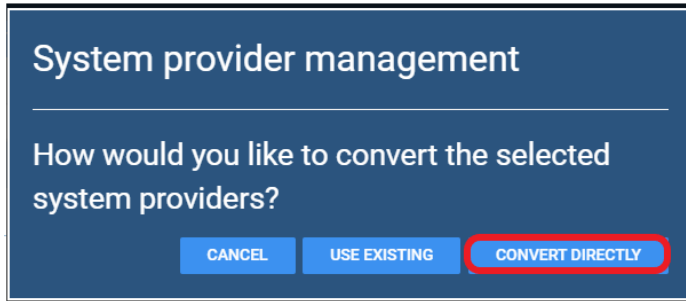 System provider management
How would you like to convert the selected
system providers?
CANCEL USE EXISTING CONVERT DIRECTLY